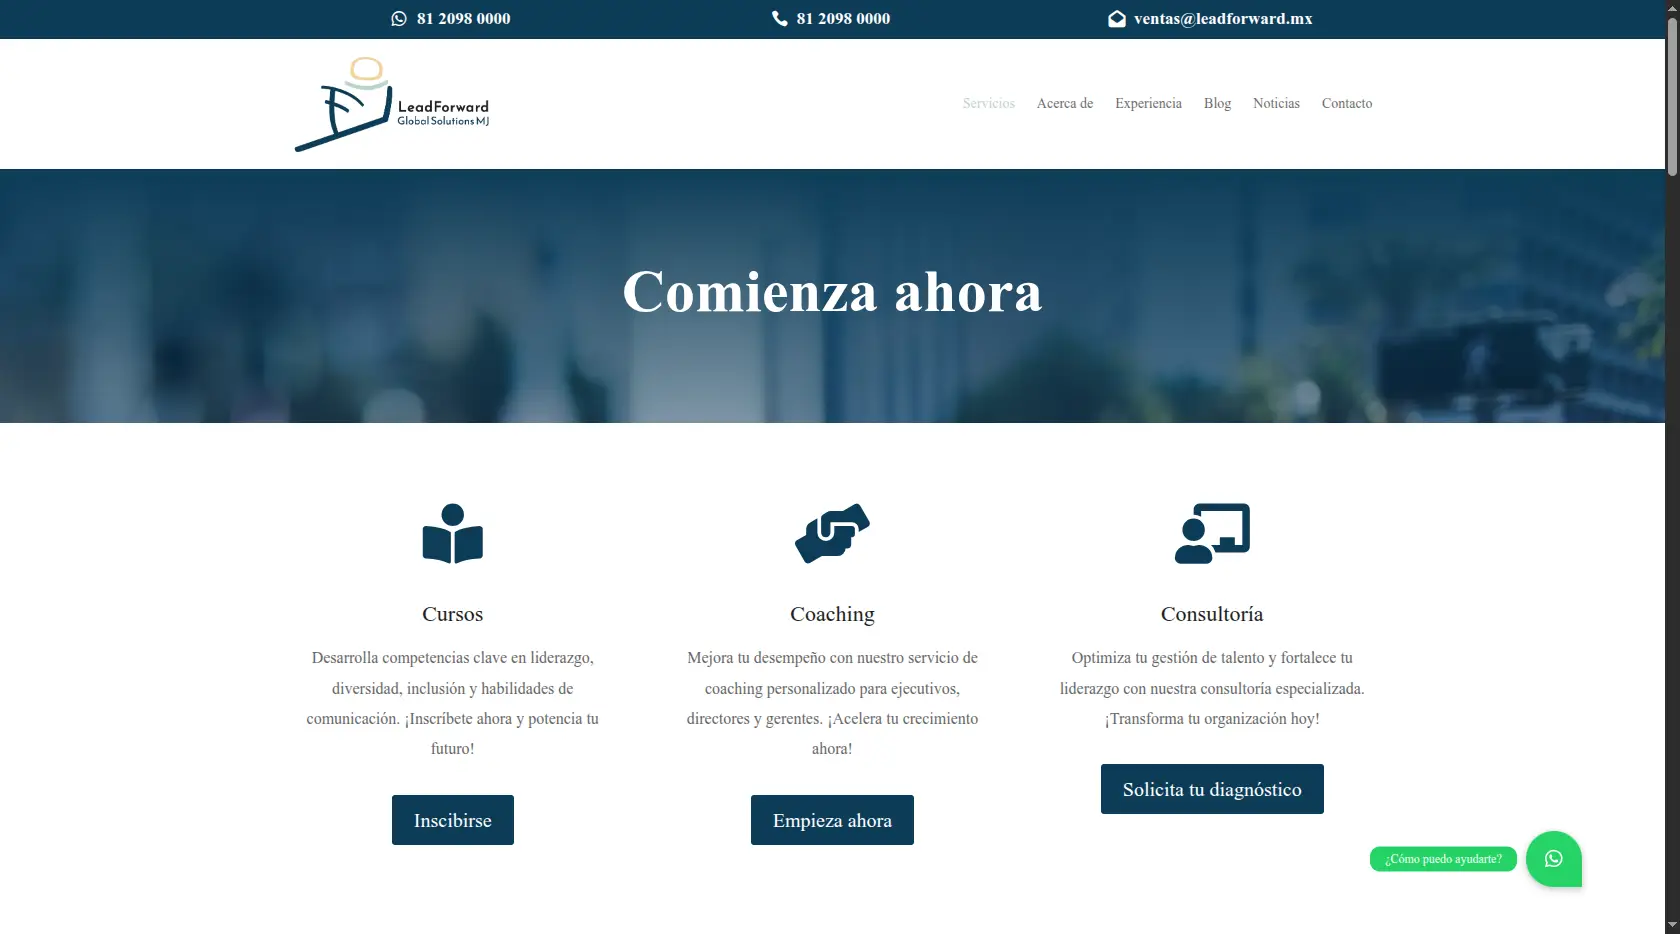 81 2098 0000
81 2098 0000
ventas@leadforward.mx
LeadForward
Global Solutions MJ
Servicios
Acerca de
Experiencia
Blog
Noticias
Contacto
Comienza ahora
Cursos
Desarrolla competencias clave en liderazgo,
diversidad, inclusión y habilidades de
comunicación. ¡Inscríbete ahora y potencia tu
futuro!
Inscibirse
Coaching
Mejora tu desempeño con nuestro servicio de
coaching personalizado para ejecutivos,
directores y gerentes. ¡Acelera tu crecimiento
ahora!
Empieza ahora
Consultoría
Optimiza tu gestión de talento y fortalece tu
liderazgo con nuestra consultoría especializada.
¡Transforma tu organización hoy!
Solicita tu diagnóstico
¿Cómo puedo ayudarte?